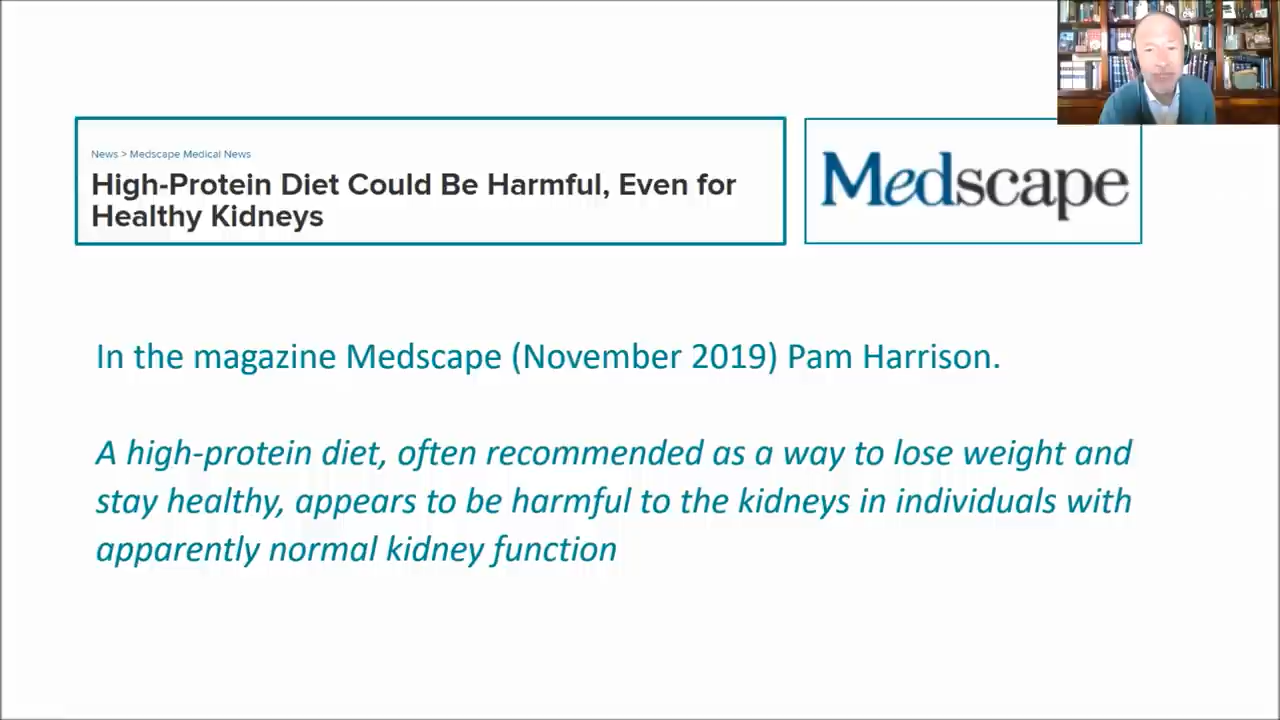 News > Medscape Medical News
High-Protein Diet Could Be Harmful, Even for
Healthy Kidneys
Medscape
In the magazine Medscape (November 2019) Pam Harrison.
A high-protein diet, often recommended as a way to lose weight and
stay healthy, appears to be harmful to the kidneys in individuals with
apparently normal kidney function